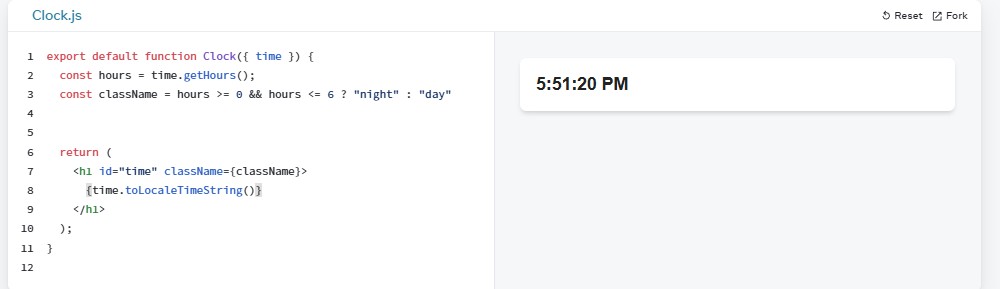 Clock.js
Reset
Fork
1 export default function Clock({ time }) {
2 const hours = time.getHours();
3 const className = hours >= 0 && hours <= 6 ? "night" : "day"
4
5
6 return (
7 <h1 id="time" className={className}>
8 {time.toLocaleTimeString()}
9 </h1>
10 );
11 }
12
5:51:20 PM